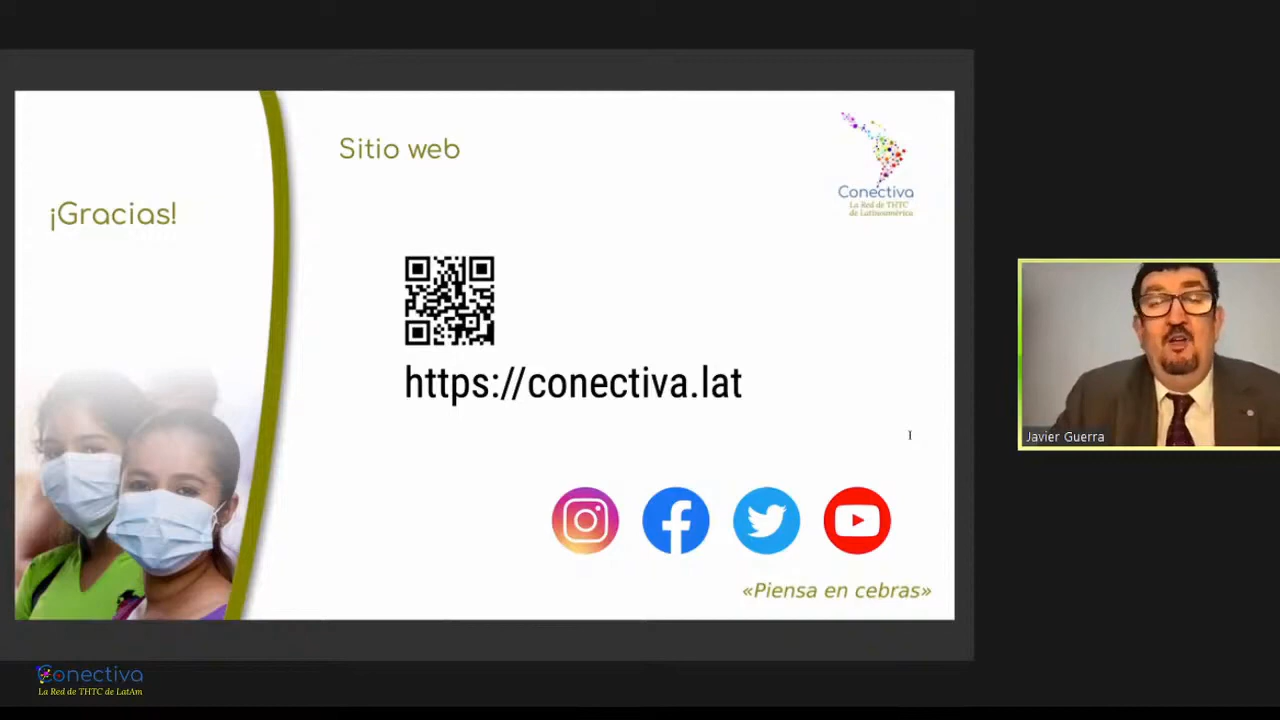 Sitio web
¡Gracias!
Conectiva
La Red de THTC
de Latinoamérica
https://conectiva.lat
Javier Guerra
«Piensa en cebras»
Conectiva
La Red de THTC de LatAm